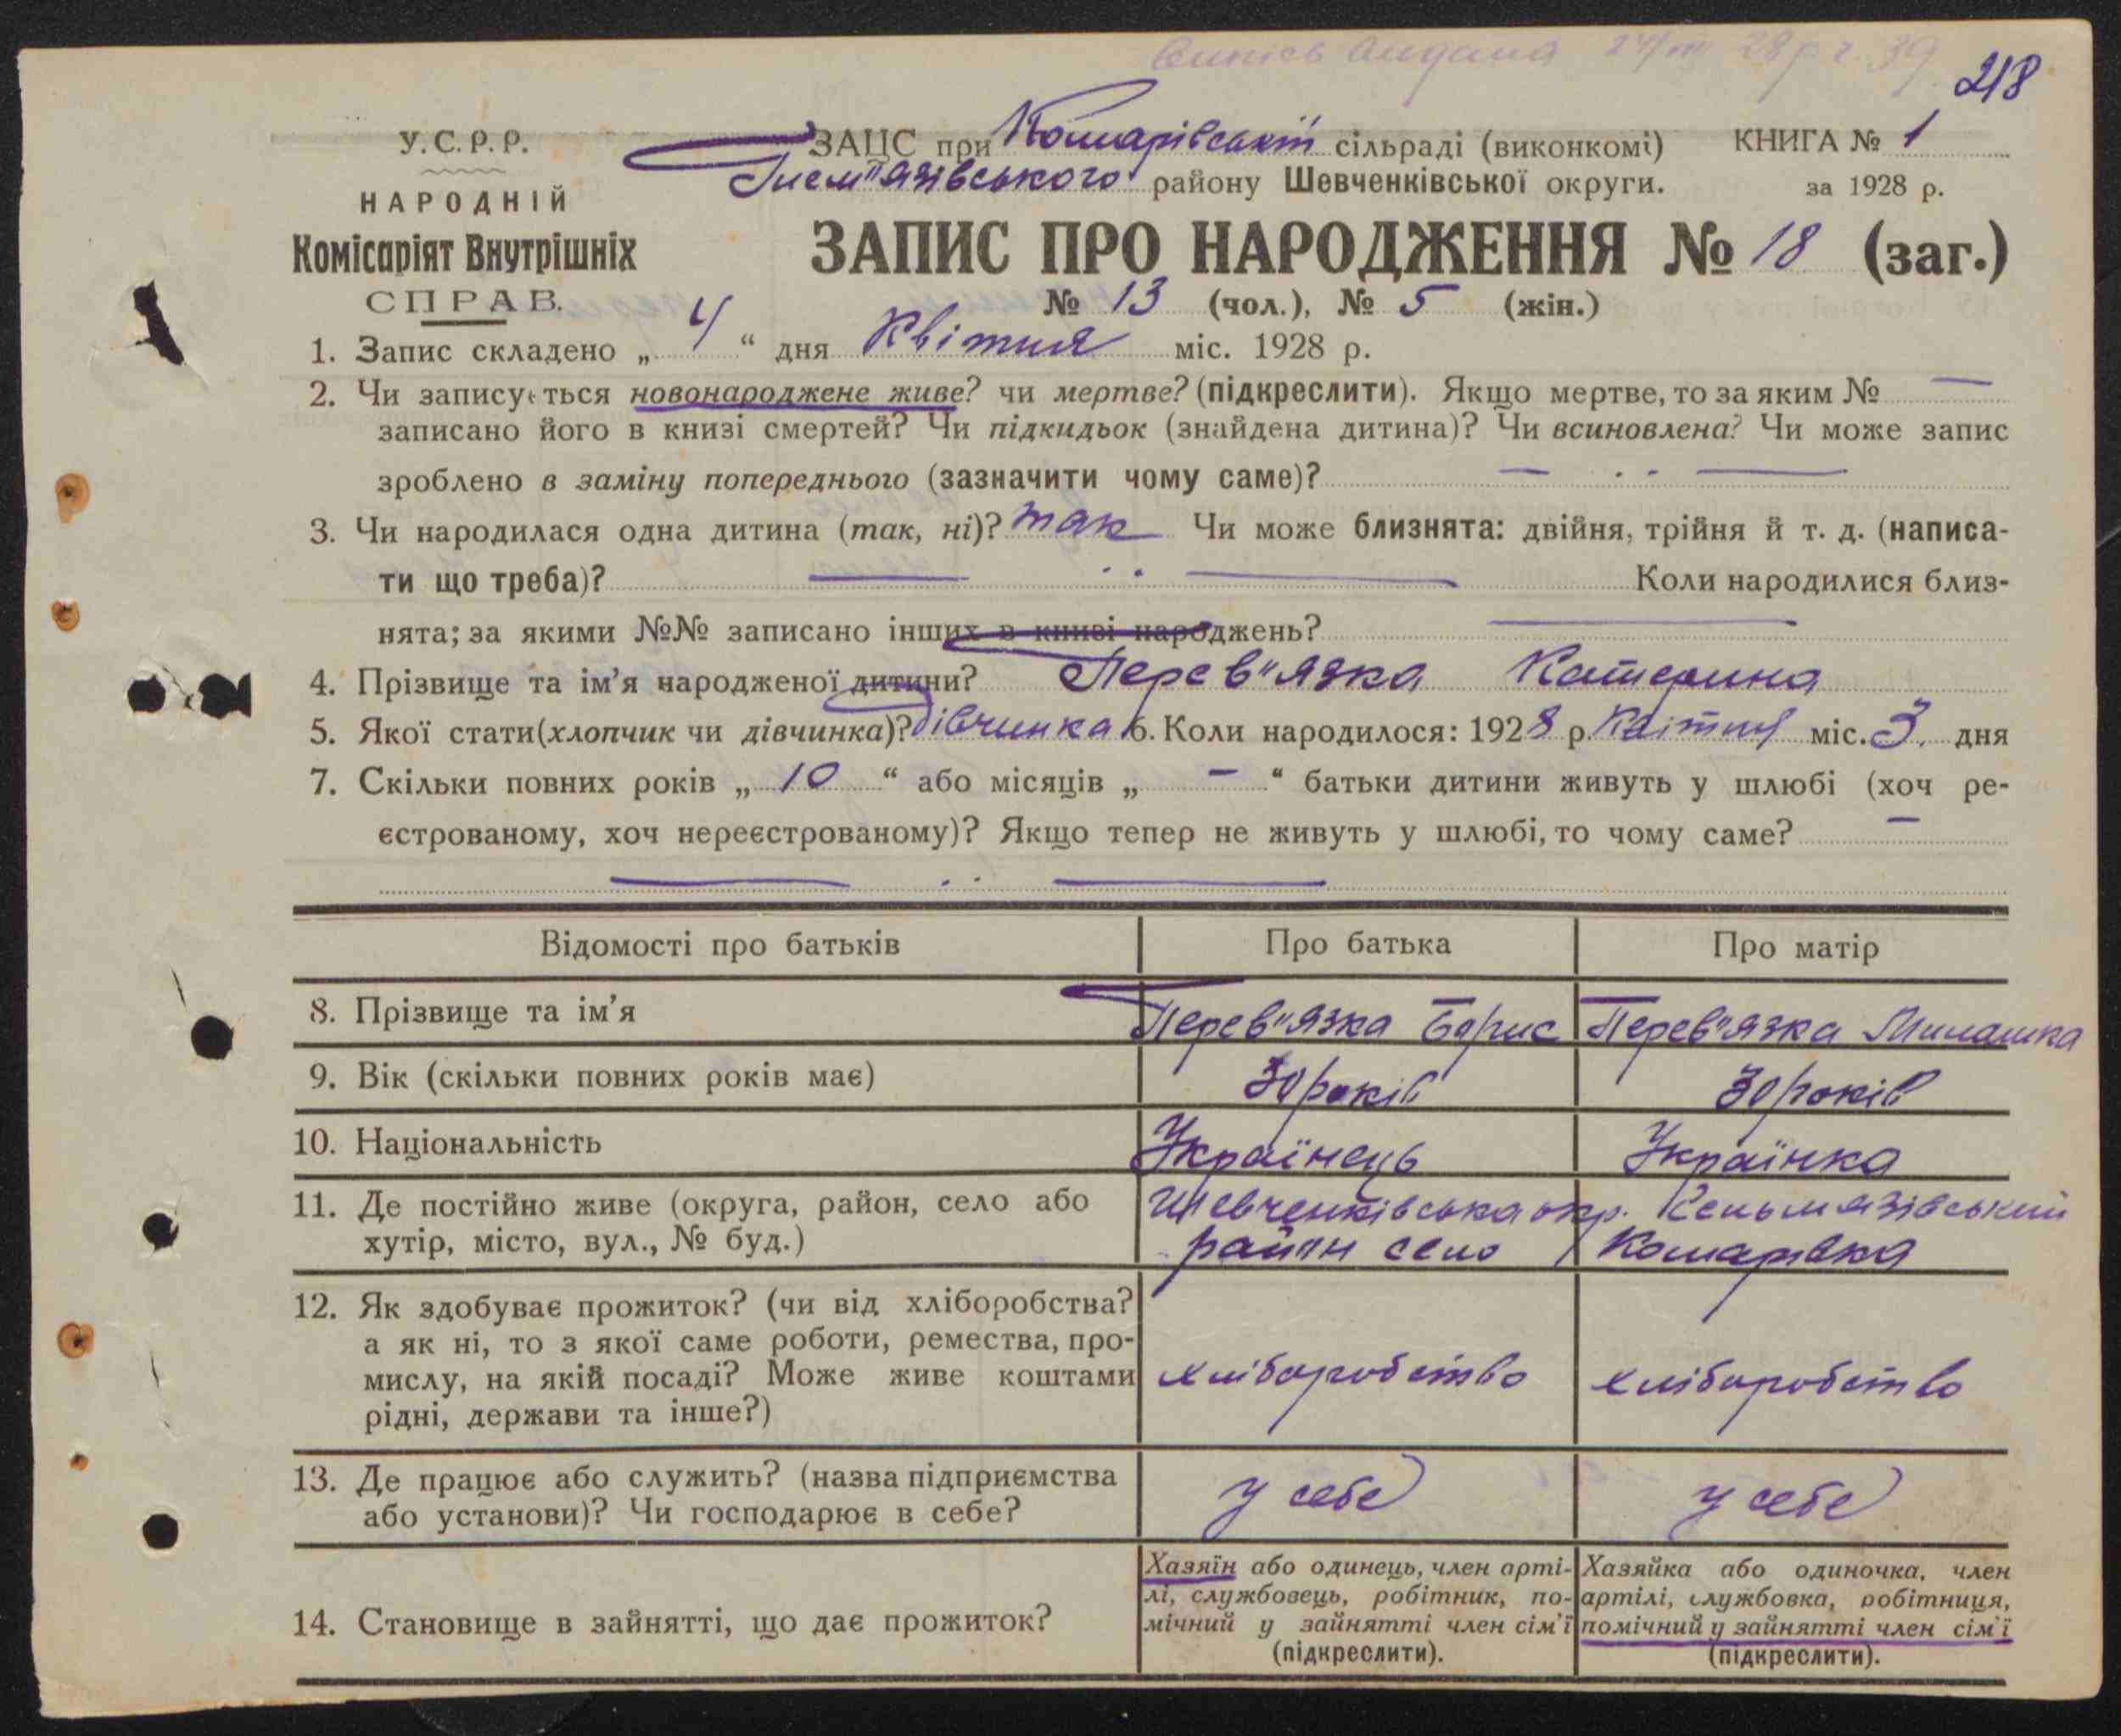 Випись видана 24/III 28 р ч. 39
218
У.С.Р.Р.
НАРОДНІЙ
Комісаріят Внутрішніх
СПРАВ.
ЗАЦС при Комарівській сільраді (виконкомі) КНИГА № 1
району Шевченківської округи. за 1928 р.
ЗАПИС ПРО НАРОДЖЕННЯ № 18 (заг.)
№ 13 (чол.), № 5 (жін.)
1. Запис складено „ 4 “ дня Квітня міс. 1928 р.
2. Чи записується новонароджене живе? чи мертве? (підкреслити). Якщо мертве, то за яким № —
записано його в книзі смертей? Чи підкидьок (знайдена дитина)? Чи всиновлена? Чи може запис
зроблено в заміну попереднього (зазначити чому саме)? — . . —
3. Чи народилася одна дитина (так, ні)? так Чи може близнята: двійня, трійня й т. д. (написа-
ти що треба)? — . . — Коли народилися близ-
нята; за якими №№ записано інших в книзі народжень? —
4. Прізвище та ім’я народженої дитини? Перев"язка Катерина
5. Якої стати (хлопчик чи дівчинка)? дівчинка 6. Коли народилося: 1928 р. Квітня міс. 3. дня
7. Скільки повних років „ 10 “ або місяців „ — “ батьки дитини живуть у шлюбі (хоч ре-
єстрованому, хоч нереєстрованому)? Якщо тепер не живуть у шлюбі, то чому саме? —
— . . —
Відомості про батьків Про батька Про матір
8. Прізвище та ім’я Перев"язка Борис Перев"язка Милашка
9. Вік (скільки повних років має) 30 років 30 років
10. Національність Українець Українка
11. Де постійно живе (округа, район, село або Шевченківська окр.
хутір, місто, вул., № буд.) район село Комарівка
12. Як здобуває прожиток? (чи від хліборобства?
а як ні, то з якої саме роботи, ремества, про-
мислу, на якій посаді? Може живе коштами хліборобство хліборобство
рідні, держави та інше?)
13. Де працює або служить? (назва підприємства у себе у себе
або установи)? Чи господарює в себе?
14. Становище в зайнятті, що дає прожиток?
Хазяїн або одинець, член арті-
лі, службовець, робітник, по-
мічний у зайнятті член сім’ї
(підкреслити).
Хазяйка або одиночка, член
артілі, службовка, робітниця,
помічний у зайнятті член сім’ї
(підкреслити).